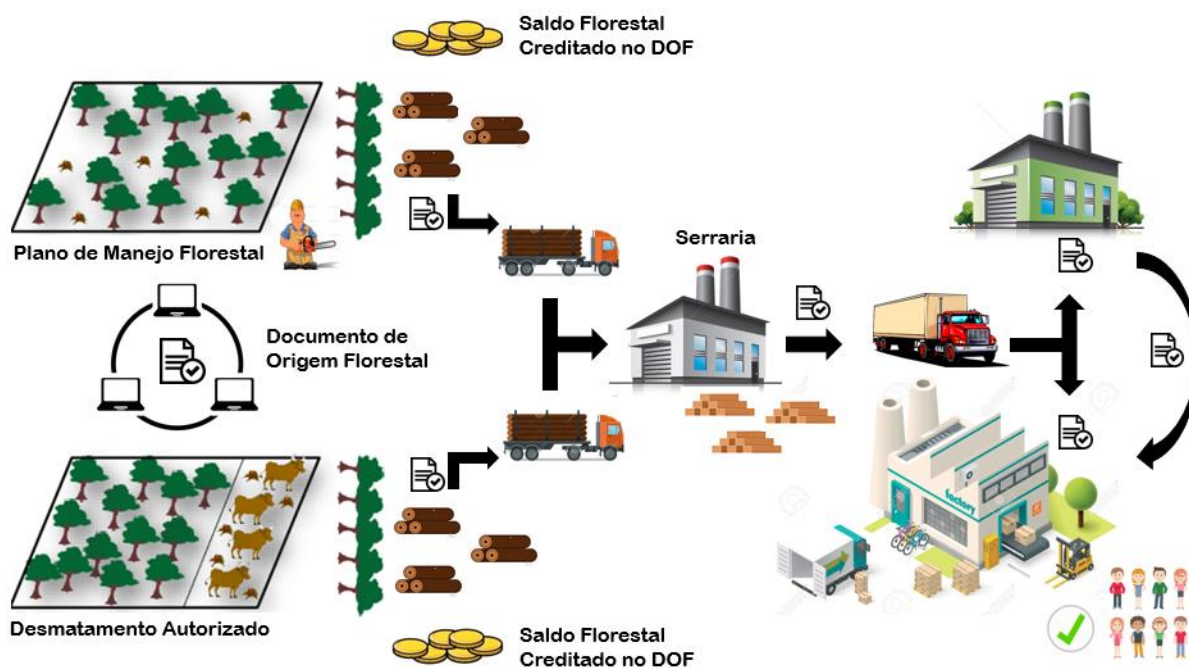 Saldo Florestal
Creditado no DOF
Plano de Manejo Florestal
Serraria
Documento de
Origem Florestal
factory
Desmatamento Autorizado
Saldo Florestal
Creditado no DOF